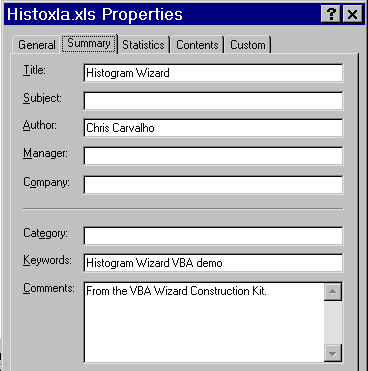 Histoxla.xls Properties
General Summary Statistics Contents Custom
Title: Histogram Wizard
Subject:
Author: Chris Carvalho
Manager:
Company:
Category:
Keywords: Histogram Wizard VBA demo
Comments: From the VBA Wizard Construction Kit.